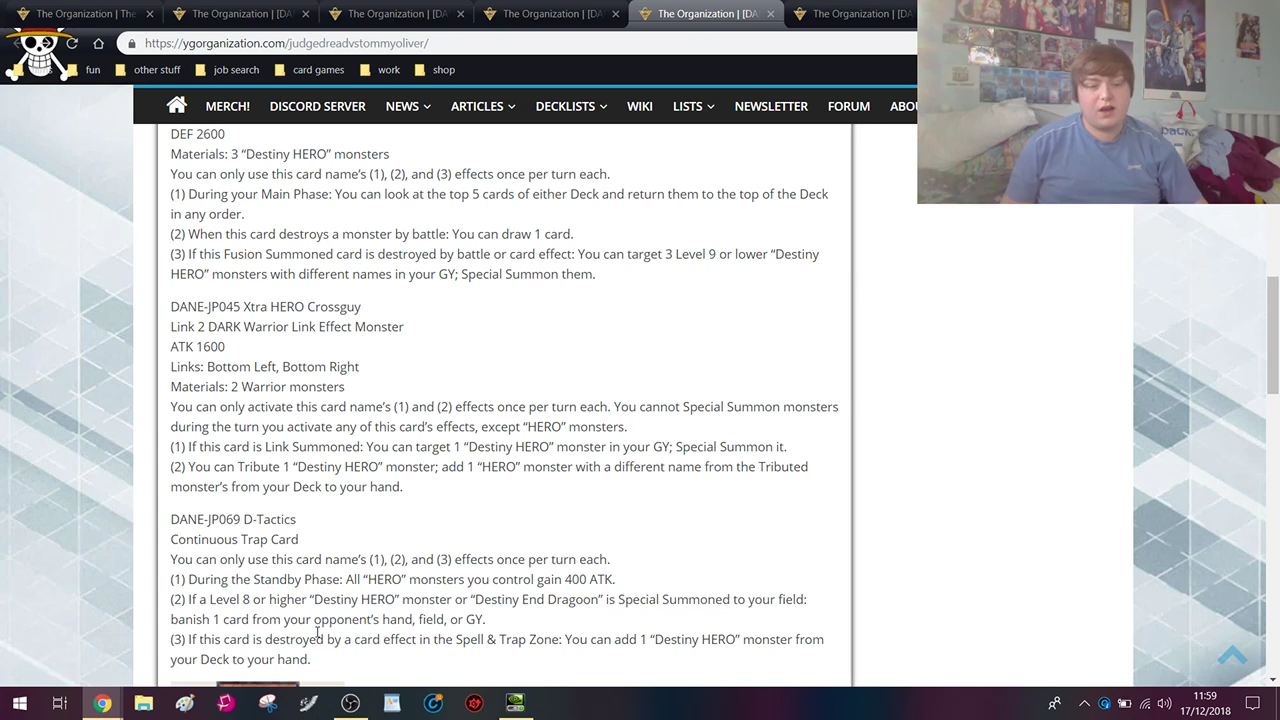 The Organization | The
The Organization | [DA
The Organization | [DA
The Organization | [DA
The Organization | [DA
The Organization | [DA
https://ygorganization.com/judgedreadvstommyoliver/
fun
other stuff
job search
card games
work
shop
MERCH! DISCORD SERVER NEWS ARTICLES DECKLISTS WIKI LISTS NEWSLETTER FORUM ABO
DEF 2600
Materials: 3 “Destiny HERO” monsters
You can only use this card name’s (1), (2), and (3) effects once per turn each.
(1) During your Main Phase: You can look at the top 5 cards of either Deck and return them to the top of the Deck
in any order.
(2) When this card destroys a monster by battle: You can draw 1 card.
(3) If this Fusion Summoned card is destroyed by battle or card effect: You can target 3 Level 9 or lower “Destiny
HERO” monsters with different names in your GY; Special Summon them.
DANE-JP045 Xtra HERO Crossguy
Link 2 DARK Warrior Link Effect Monster
ATK 1600
Links: Bottom Left, Bottom Right
Materials: 2 Warrior monsters
You can only activate this card name’s (1) and (2) effects once per turn each. You cannot Special Summon monsters
during the turn you activate any of this card’s effects, except “HERO” monsters.
(1) If this card is Link Summoned: You can target 1 “Destiny HERO” monster in your GY; Special Summon it.
(2) You can Tribute 1 “Destiny HERO” monster; add 1 “HERO” monster with a different name from the Tributed
monster’s from your Deck to your hand.
DANE-JP069 D-Tactics
Continuous Trap Card
You can only use this card name’s (1), (2), and (3) effects once per turn each.
(1) During the Standby Phase: All “HERO” monsters you control gain 400 ATK.
(2) If a Level 8 or higher “Destiny HERO” monster or “Destiny End Dragoon” is Special Summoned to your field:
banish 1 card from your opponent’s hand, field, or GY.
(3) If this card is destroyed by a card effect in the Spell & Trap Zone: You can add 1 “Destiny HERO” monster from
your Deck to your hand.
11:59
17/12/2018